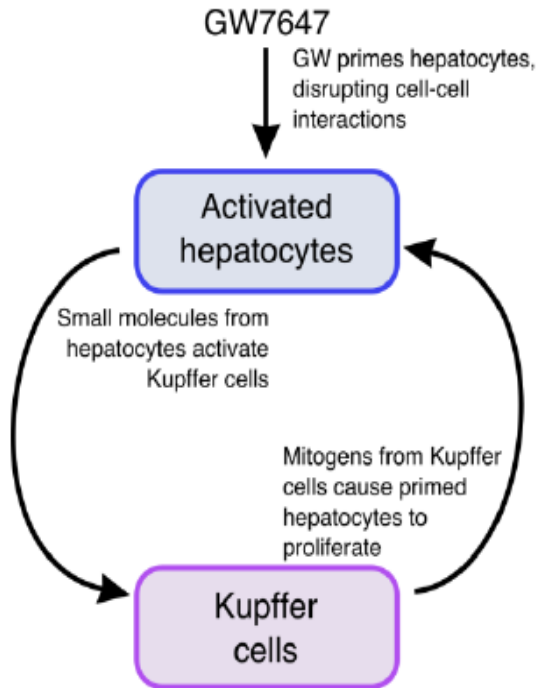 GW7647
GW primes hepatocytes,
disrupting cell-cell
interactions
Activated
hepatocytes
Small molecules from
hepatocytes activate
Kupffer cells
Mitogens from Kupffer
cells cause primed
hepatocytes to
proliferate
Kupffer
cells